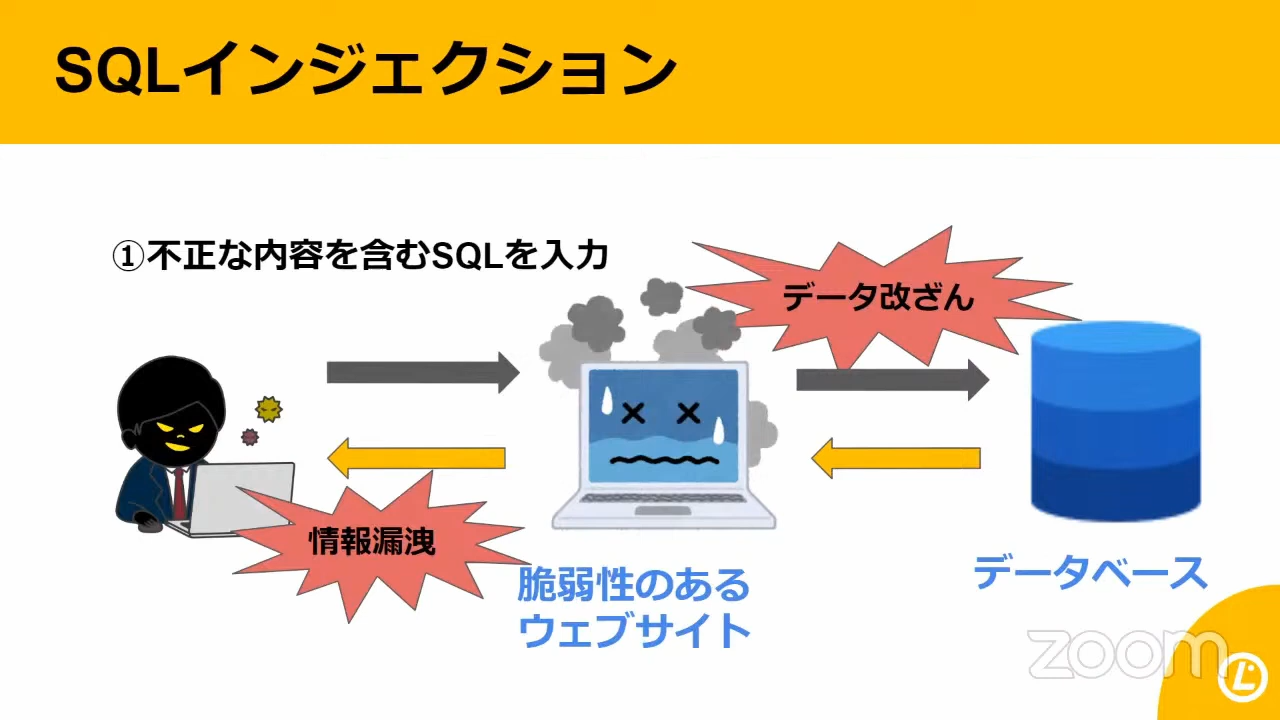 SQLインジェクション
①不正な内容を含むSQLを入力
データ改ざん
情報漏洩
脆弱性のある
ウェブサイト
データベース
zoom
L